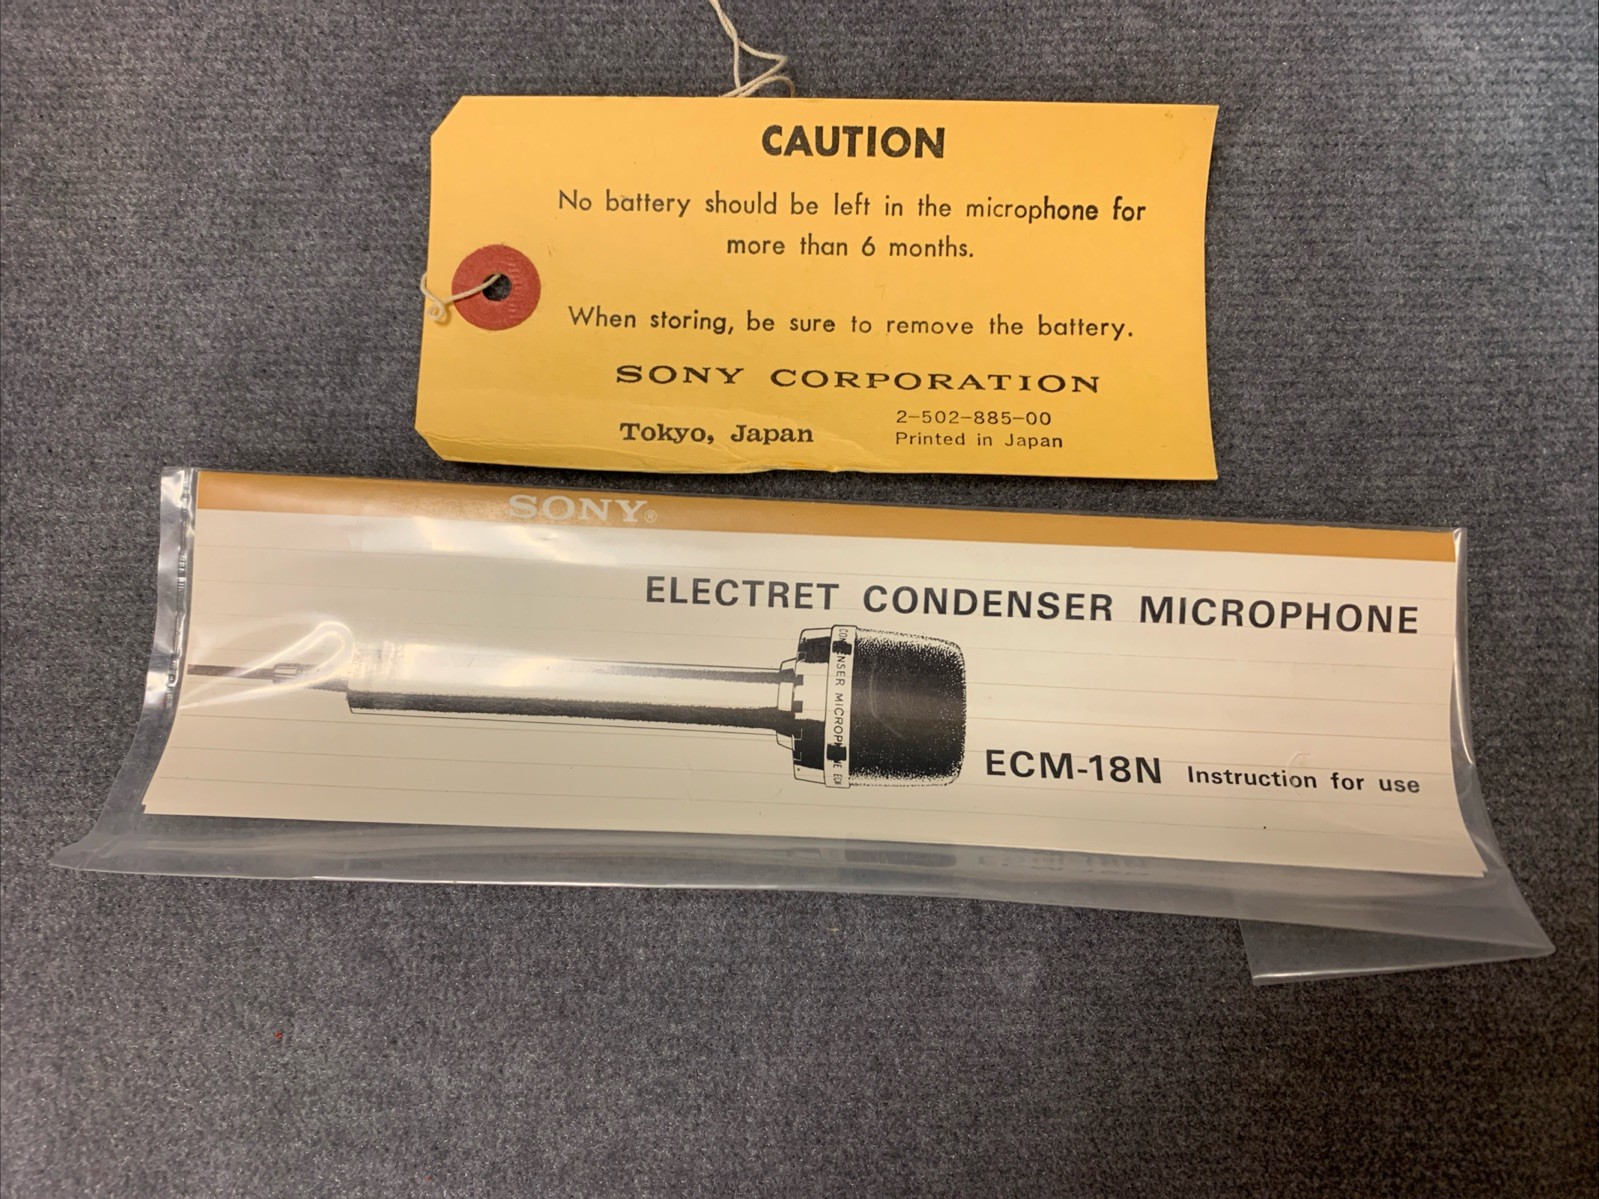 CAUTION
No battery should be left in the microphone for
more than 6 months.
When storing, be sure to remove the battery.
SONY CORPORATION
Tokyo, Japan
2-502-885-00
Printed in Japan
SONY®
ELECTRET CONDENSER MICROPHONE
CONDENSER MICROPHONE ECM
ECM-18N Instruction for use